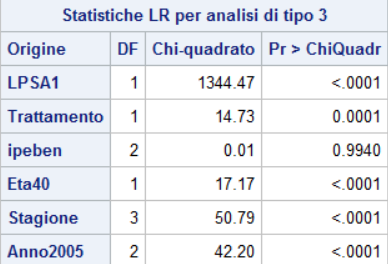 Statistiche LR per analisi di tipo 3
Origine DF Chi-quadrato Pr > ChiQuadr
LPSA1 1 1344.47 <.0001
Trattamento 1 14.73 0.0001
ipeben 2 0.01 0.9940
Eta40 1 17.17 <.0001
Stagione 3 50.79 <.0001
Anno2005 2 42.20 <.0001